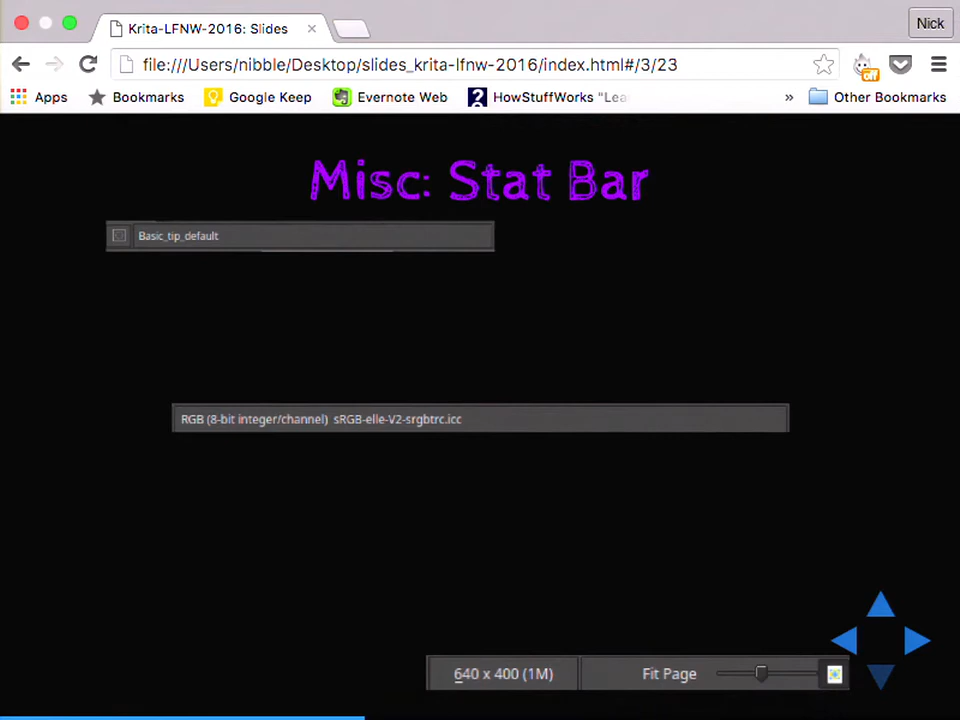 Krita-LFNW-2016: Slides
Nick
file:///Users/nibble/Desktop/slides_krita-lfnw-2016/index.html#/3/23
off
Apps Bookmarks Google Keep Evernote Web HowStuffWorks "Lea » Other Bookmarks
Misc: Stat Bar
Basic_tip_default
RGB (8-bit integer/channel) sRGB-elle-V2-srgbtrc.icc
640 x 400 (1M) Fit Page